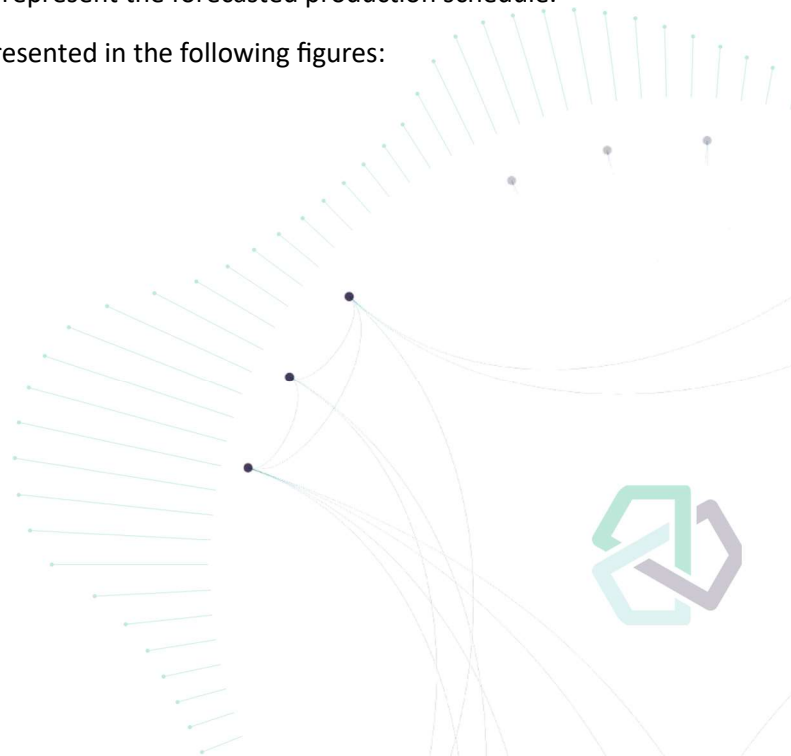 represent the forecasted production schedule.
resented in the following figures: